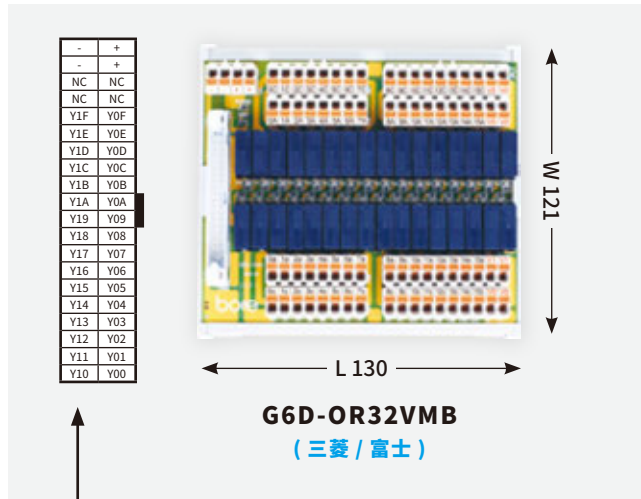 - +
- +
NC NC
NC NC
Y1F Y0F
Y1E Y0E
Y1D Y0D
Y1C Y0C
Y1B Y0B
Y1A Y0A
Y19 Y09
Y18 Y08
Y17 Y07
Y16 Y06
Y15 Y05
Y14 Y04
Y13 Y03
Y12 Y02
Y11 Y01
Y10 Y00
W 121
L 130
G6D-OR32VMB
(三菱 / 富士)